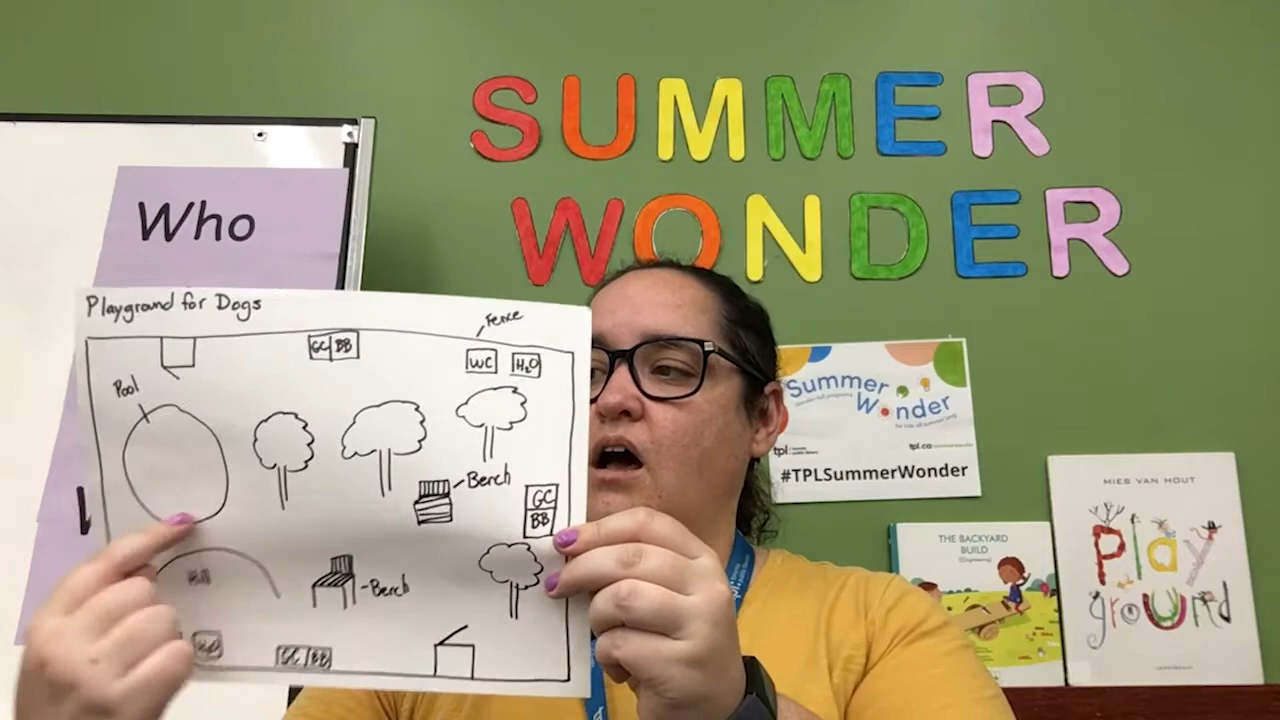 SUMMER
WONDER
Who
Playground for Dogs
Fence
GC BB
WC H₂O
Pool
Bench
GC
BB
Hill
Bench
H₂O
GC BB
Summer
Wonder
#TPLSummerWonder
THE BACKYARD
BUILD
MIES VAN HOUT
Play
ground